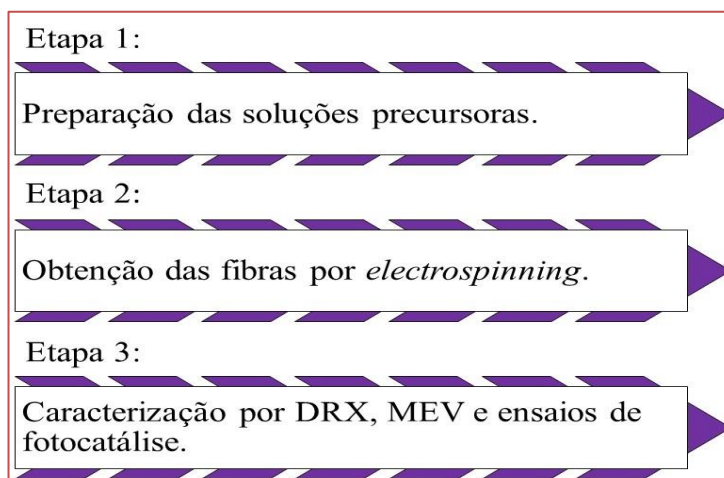 Etapa 1:
Preparação das soluções precursoras.
Etapa 2:
Obtenção das fibras por electrospinning.
Etapa 3:
Caracterização por DRX, MEV e ensaios de
fotocatálise.